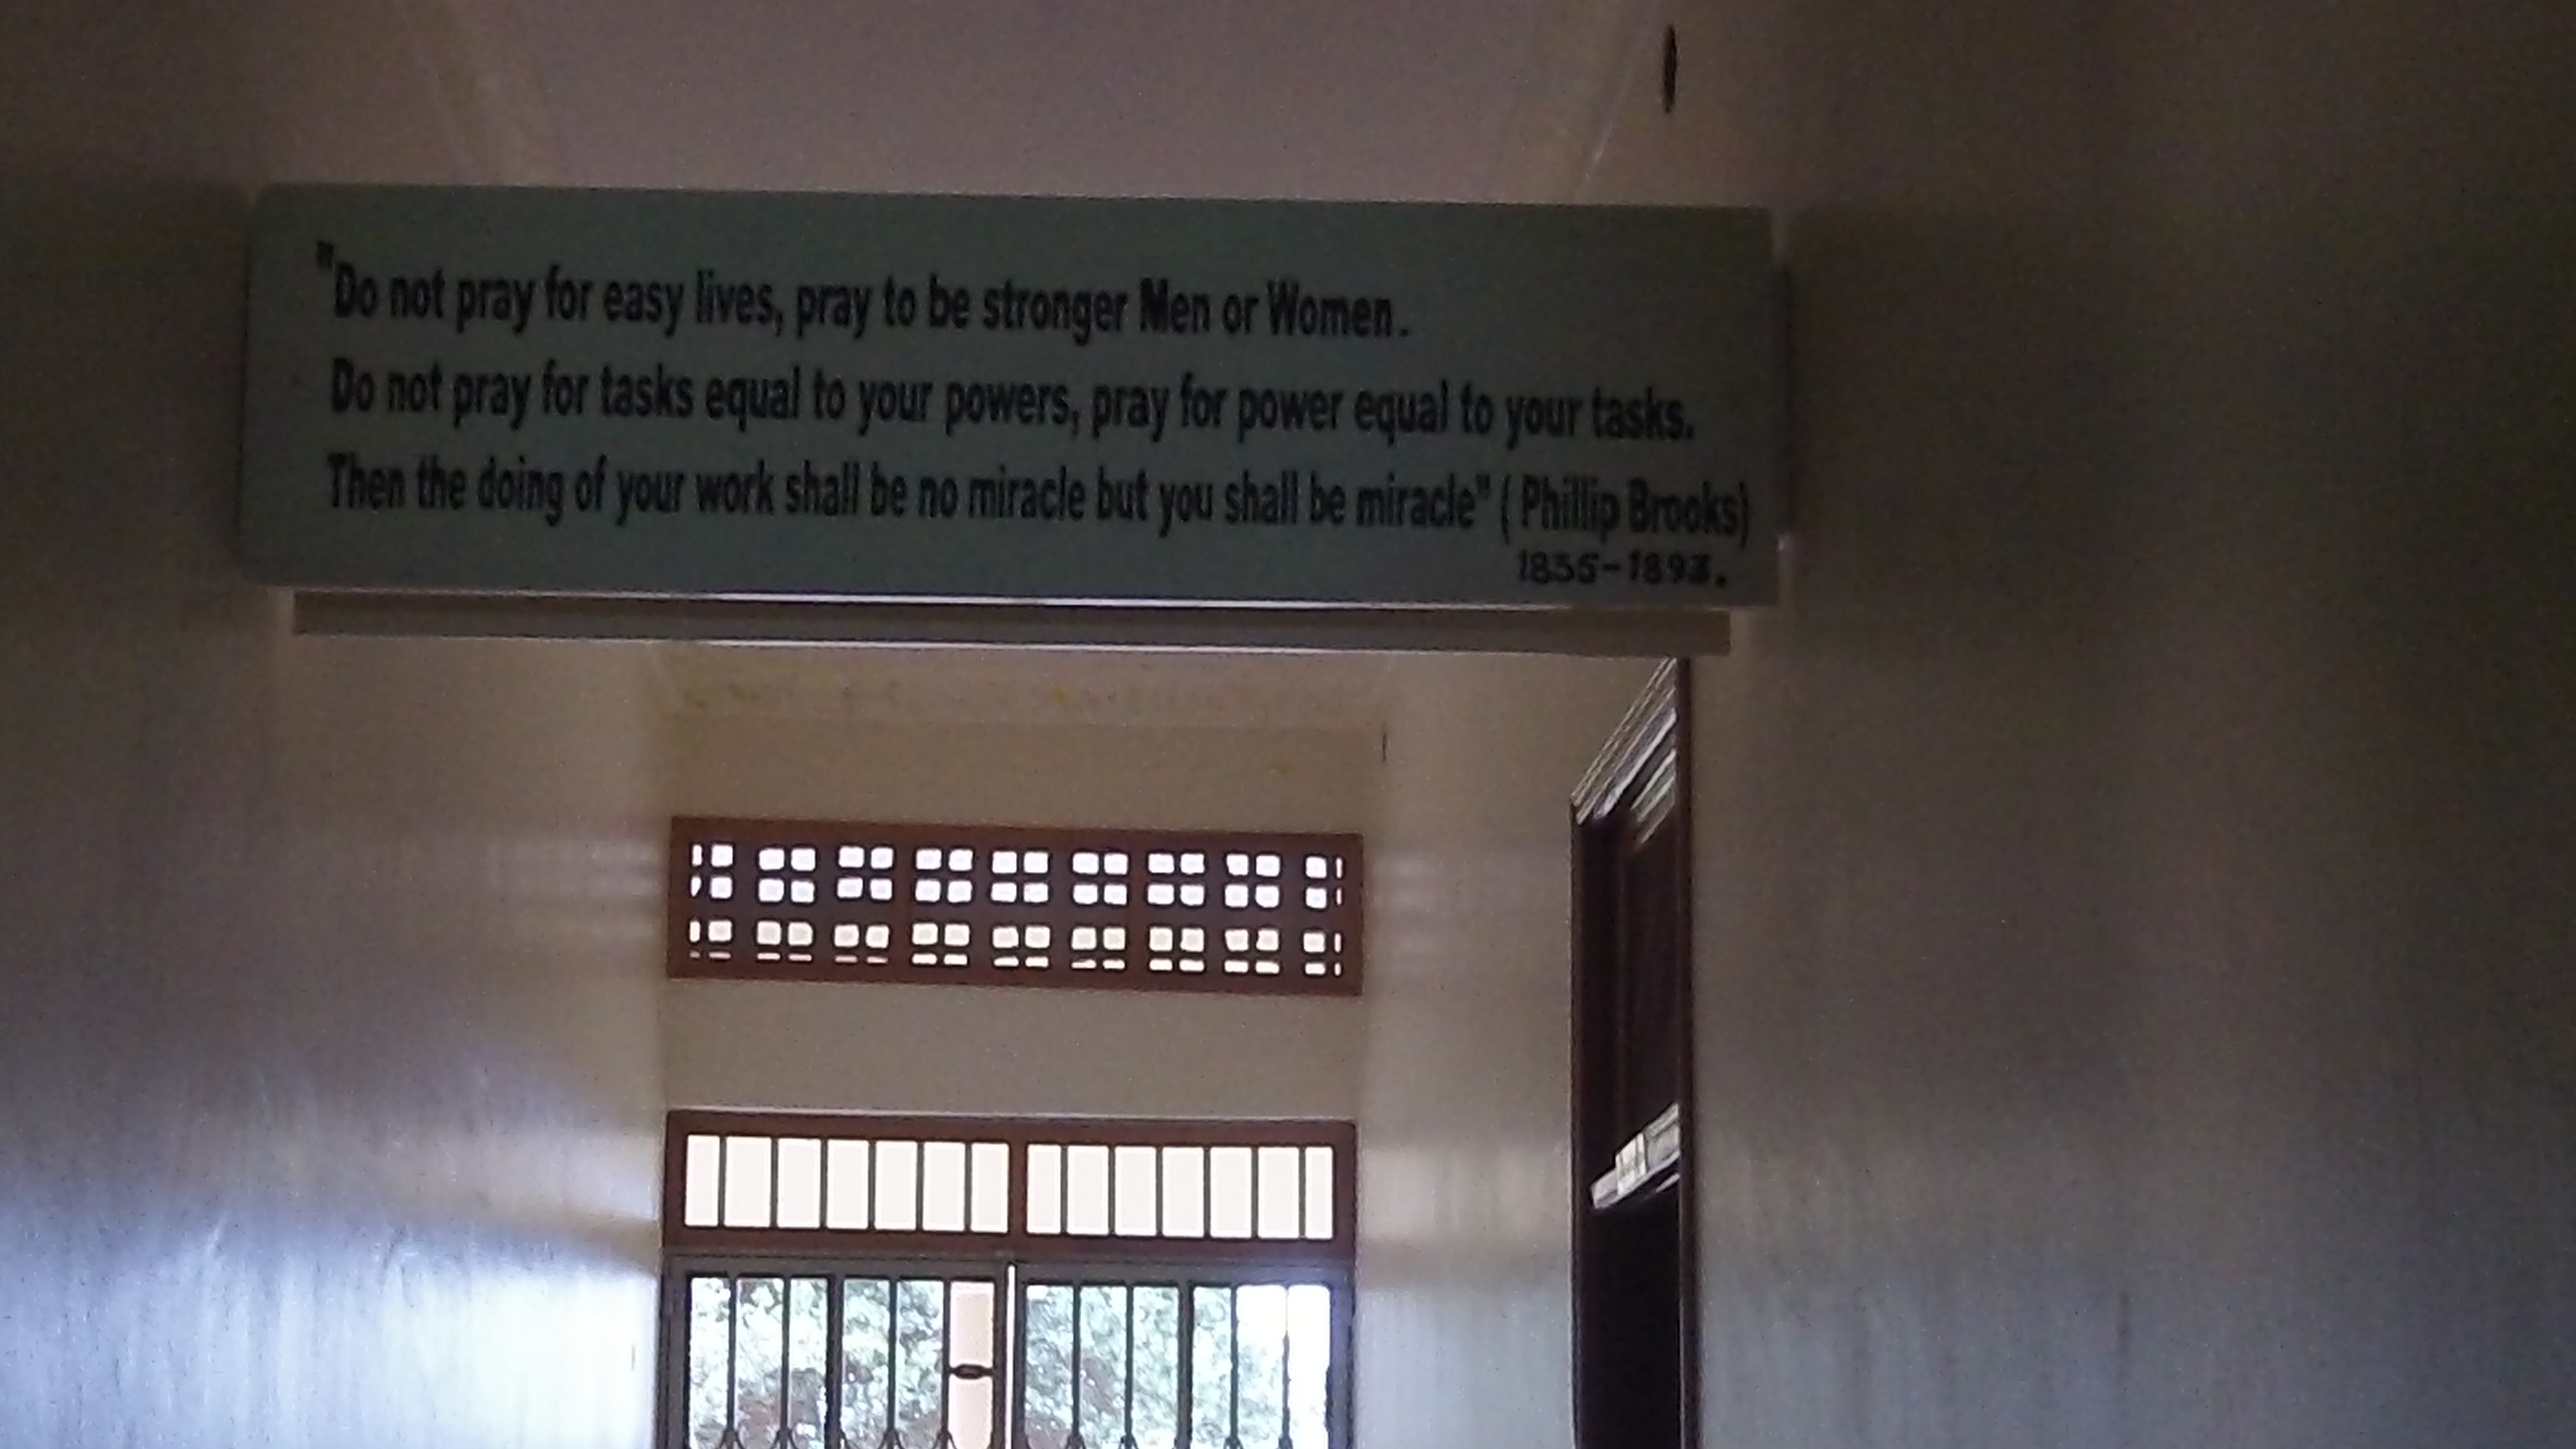 "Do not pray for easy lives, pray to be stronger Men or Women.
Do not pray for tasks equal to your powers, pray for power equal to your tasks.
Then the doing of your work shall be no miracle but you shall be miracle" ( Phillip Brooks)
1835-1893.